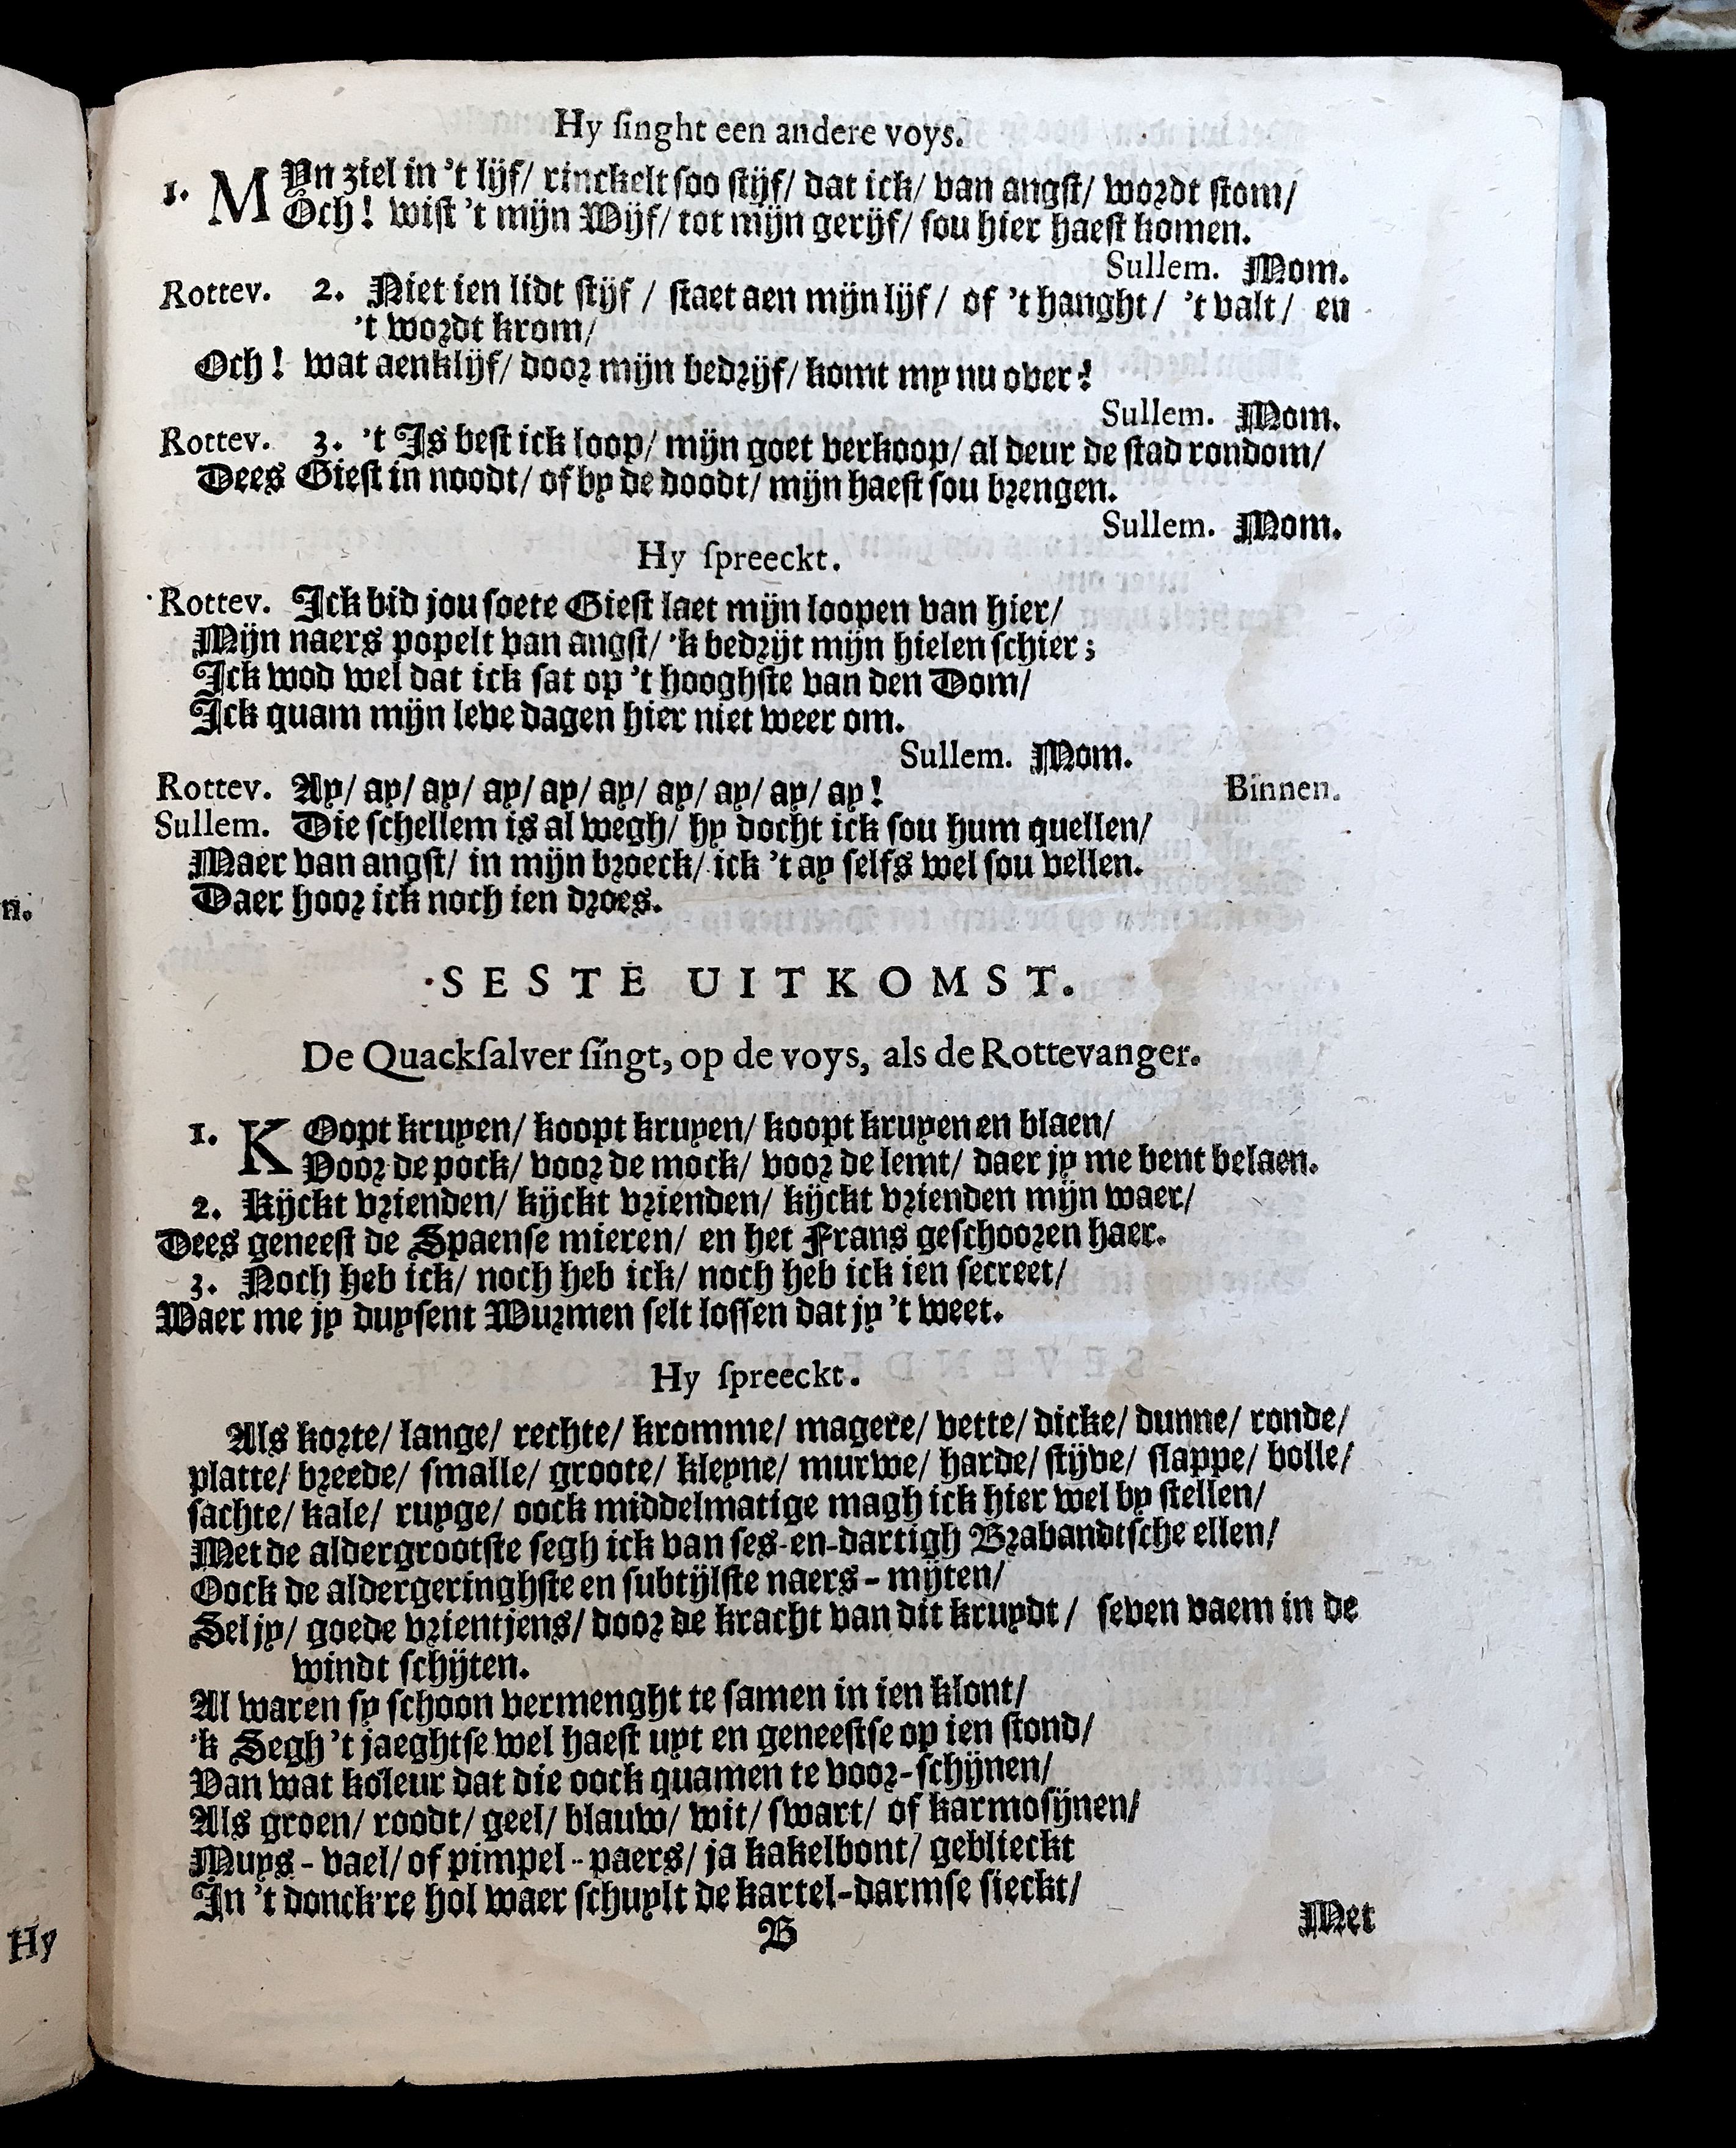 Hy singht een andere voys.
1. MYn ziel in 't lijf/ rinckelt soo stijf/ dat ick/ van angst/ wordt stom/
Och! wist 't mijn Wijf/ tot mijn gerijf/ sou hier haest komen.
Sullem. Mom.
Rottev. 2. Niet ien lidt stijf / staet aen mijn lijf / of 't hanght / 't valt / en
't wordt krom/
Och! wat aenklijf/ door mijn bedrijf/ komt my nu over!
Sullem. Mom.
Rottev. 3. 't Is best ick loop/ mijn goet verkoop/ al deur de stad rondom/
Dees Giest in noodt/ of by de doodt/ mijn haest sou brengen.
Sullem. Mom.
Hy spreeckt.
Rottev. Ick bid jou soete Giest laet mijn loopen van hier/
Mijn naers popelt van angst/ 'k bedrijt mijn hielen schier;
Ick wod wel dat ick sat op 't hooghste van den Dom/
Ick quam mijn leve dagen hier niet weer om.
Sullem. Mom.
Rottev. Ay/ ay/ ay/ ay/ ay/ ay/ ay/ ay/ ay/ ay! Binnen.
Sullem. Die schellem is al wegh/ hy docht ick sou hum quellen/
Maer van angst/ in mijn broeck/ ick 't ay selfs wel sou vellen.
Daer hoor ick noch ien droes.
SESTE UITKOMST.
De Quacksalver singt, op de voys, als de Rottevanger.
1. KOopt kruyen/ koopt kruyen/ koopt kruyen en blaen/
Voor de pock/ voor de mock/ voor de lemt/ daer jy me bent belaen.
2. Kijckt vrienden/ kijckt vrienden/ kijckt vrienden mijn waer/
Dees geneest de Spaense mieren/ en het Frans geschooren haer.
3. Noch heb ick/ noch heb ick/ noch heb ick ien secreet/
Waer me jy duysent Wurmen selt lossen dat jy 't weet.
Hy spreeckt.
Als korte/ lange/ rechte/ kromme/ magere/ vette/ dicke/ dunne/ ronde/
platte/ breede/ smalle/ groote/ kleyne/ murwe/ harde/ stijve/ slappe/ volle/
sachte/ kale/ ruyge/ oock middelmatige magh ick hier wel by stellen/
Met de aldergrootste segh ick van ses-en-dartigh Brabandtsche ellen/
Oock de aldergeringhste en subtijlste naers-mijten/
Sel jy/ goede vrientjens/ door de kracht van dit kruydt / seven vaem in de
windt schijten.
Al waren sy schoon vermenght te samen in ien klont/
'k Segh 't jaeghtse wel haest uyt en geneestse op ien stond/
Van wat koleur dat die oock quamen te voor-schijnen/
Als groen/ roodt/ geel/ blauw/ wit/ swart/ of karmosijnen/
Muys-vael/ of pimpel-paers/ ja kakelbont/ geblieckt
In 't donck're hol waer schuylt de kartel-darmse sieckt/
B
Met
n.
Hy